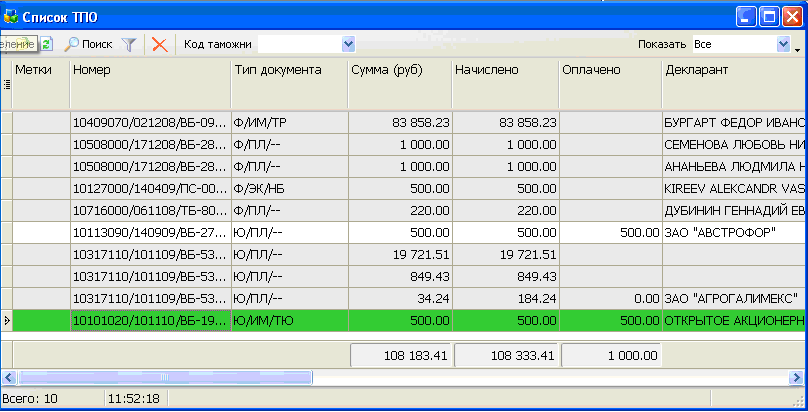 Список ТПО
еление Поиск Код таможни Показать Все
Метки Номер Тип документа Сумма (руб) Начислено Оплачено Декларант
10409070/021208/ВБ-09... Ф/ИМ/ТР 83 858.23 83 858.23 БУРГАРТ ФЕДОР ИВАНО
10508000/171208/ВБ-28... Ф/ПЛ/-- 1 000.00 1 000.00 СЕМЕНОВА ЛЮБОВЬ НИ
10508000/171208/ВБ-28... Ф/ПЛ/-- 1 000.00 1 000.00 АНАНЬЕВА ЛЮДМИЛА Н
10127000/140409/ПС-00... Ф/ЭК/НБ 500.00 500.00 KIREEV ALEKCANDR VAS
10716000/061108/ТБ-80... Ф/ПЛ/-- 220.00 220.00 ДУБИНИН ГЕННАДИЙ ЕВ
10113090/140909/ВБ-27... Ю/ПЛ/-- 500.00 500.00 500.00 ЗАО "АВСТРОФОР"
10317110/101109/ВБ-53... Ю/ПЛ/-- 19 721.51 19 721.51
10317110/101109/ВБ-53... Ю/ПЛ/-- 849.43 849.43
10317110/101109/ВБ-53... Ю/ПЛ/-- 34.24 184.24 0.00 ЗАО "АГРОГАЛИМЕКС"
10101020/101110/ВБ-19... Ю/ИМ/ТЮ 500.00 500.00 500.00 ОТКРЫТОЕ АКЦИОНЕРН
108 183.41 108 333.41 1 000.00
Всего: 10 11:52:18